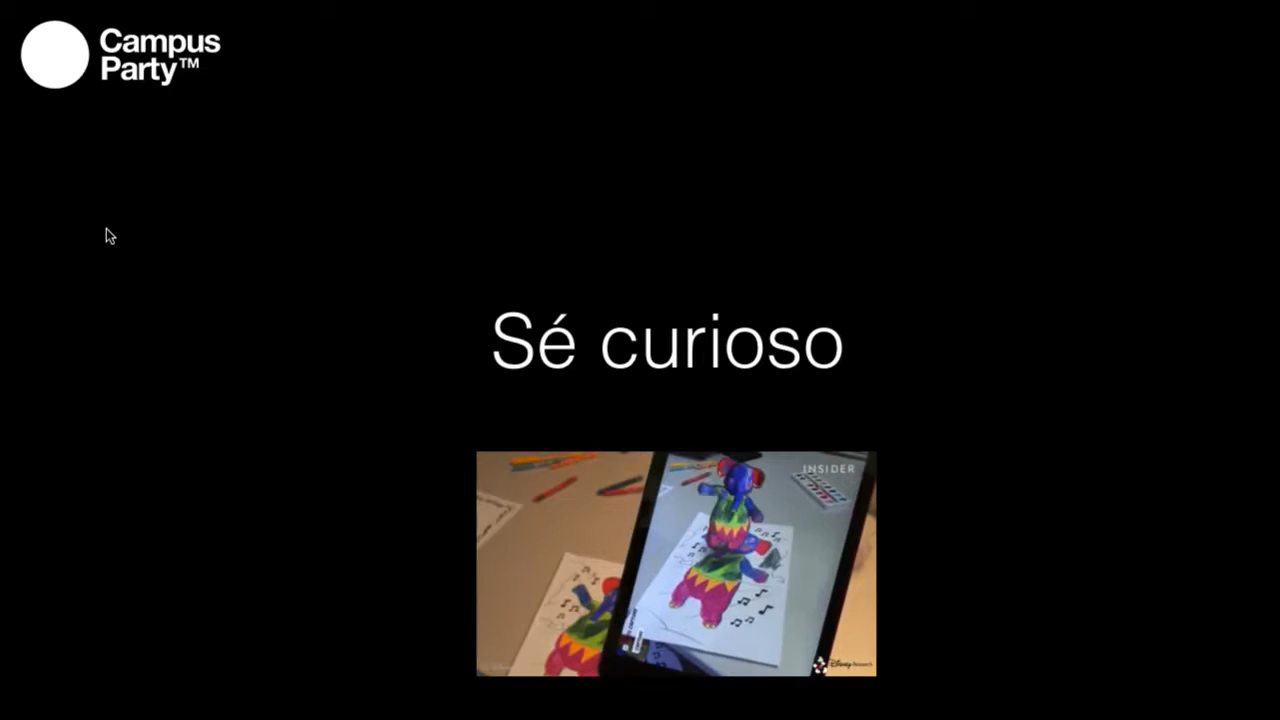 Campus
Party™
Sé curioso
INSIDER
Disney Research